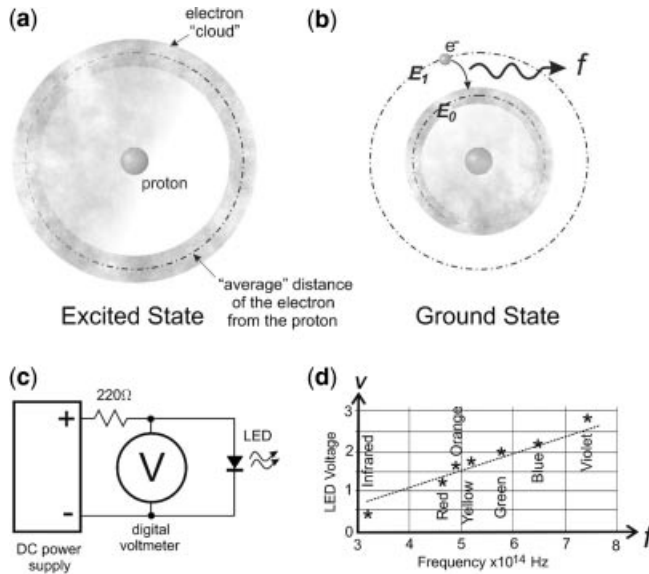 (a)
electron
"cloud"
proton
"average" distance
of the electron
from the proton
Excited State
(b)
e⁻
E₁
E₀
f
Ground State
(c)
220Ω
+
-
V
LED
digital
voltmeter
DC power
supply
(d)
V
LED Voltage
3
2
1
0
Infrared
Red
Orange
Yellow
Green
Blue
Violet
3 4 5 6 7 8
f
Frequency x10¹⁴ Hz